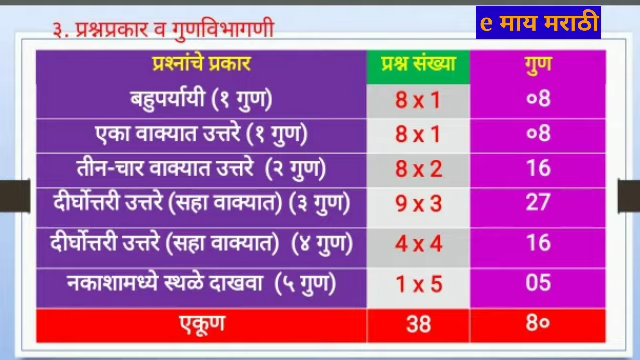 e माय मराठी
३. प्रश्नप्रकार व गुणविभागणी
प्रश्नांचे प्रकार प्रश्न संख्या गुण
बहुपर्यायी (१ गुण) 8 x 1 ०8
एका वाक्यात उत्तरे (१ गुण) 8 x 1 ०8
तीन-चार वाक्यात उत्तरे (२ गुण) 8 x 2 16
दीर्घोत्तरी उत्तरे (सहा वाक्यात) (३ गुण) 9 x 3 27
दीर्घोत्तरी उत्तरे (सहा वाक्यात) (४ गुण) 4 x 4 16
नकाशामध्ये स्थळे दाखवा (५ गुण) 1 x 5 05
एकूण 38 8०